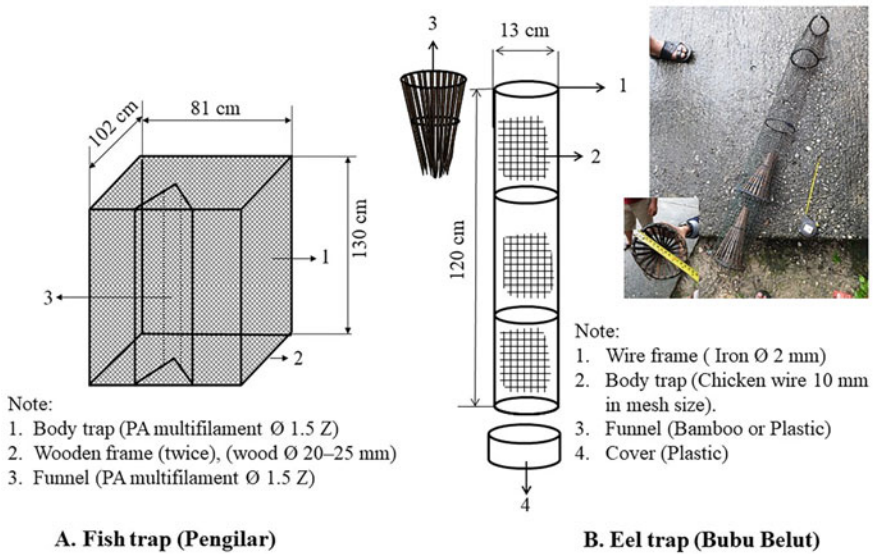 102 cm
81 cm
130 cm
1
2
3
Note:
1. Body trap (PA multifilament Ø 1.5 Z)
2. Wooden frame (twice), (wood Ø 20–25 mm)
3. Funnel (PA multifilament Ø 1.5 Z)
A. Fish trap (Pengilar)
3
13 cm
1
2
120 cm
4
Note:
1. Wire frame ( Iron Ø 2 mm)
2. Body trap (Chicken wire 10 mm
in mesh size).
3. Funnel (Bamboo or Plastic)
4. Cover (Plastic)
B. Eel trap (Bubu Belut)